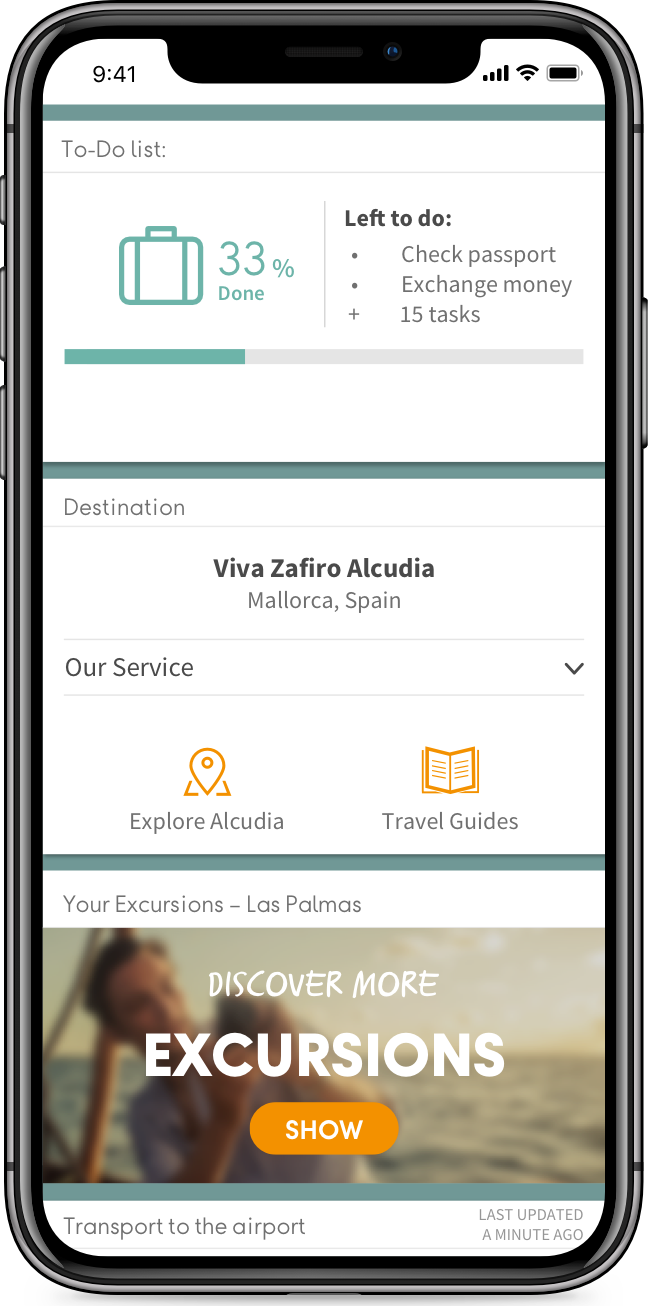 9:41
To-Do list:
33 %
Done
Left to do:
• Check passport
• Exchange money
+ 15 tasks
Destination
Viva Zafiro Alcudia
Mallorca, Spain
Our Service
Explore Alcudia
Travel Guides
Your Excursions – Las Palmas
DISCOVER MORE
EXCURSIONS
SHOW
Transport to the airport
LAST UPDATED
A MINUTE AGO